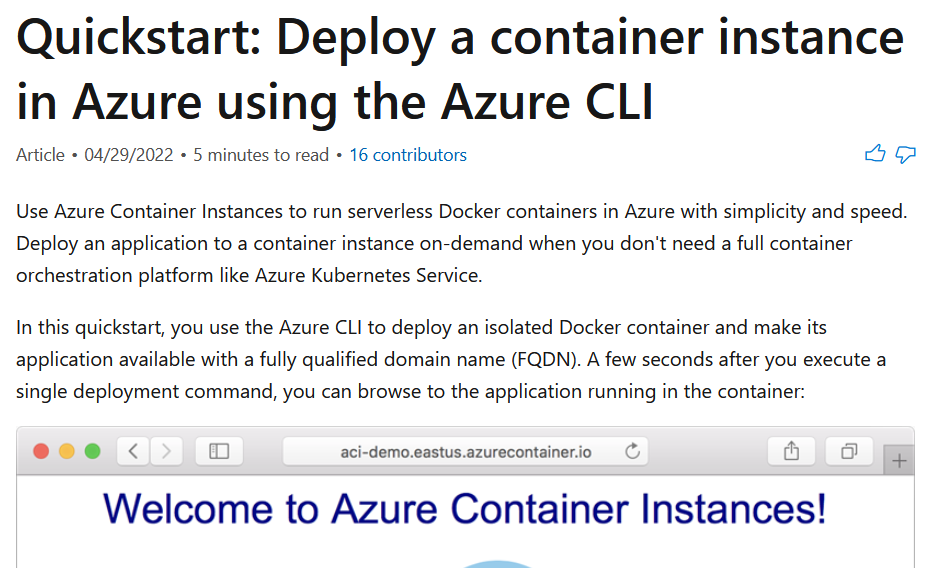 Quickstart: Deploy a container instance
in Azure using the Azure CLI
Article • 04/29/2022 • 5 minutes to read • 16 contributors
Use Azure Container Instances to run serverless Docker containers in Azure with simplicity and speed.
Deploy an application to a container instance on-demand when you don't need a full container
orchestration platform like Azure Kubernetes Service.
In this quickstart, you use the Azure CLI to deploy an isolated Docker container and make its
application available with a fully qualified domain name (FQDN). A few seconds after you execute a
single deployment command, you can browse to the application running in the container:
aci-demo.eastus.azurecontainer.io
Welcome to Azure Container Instances!